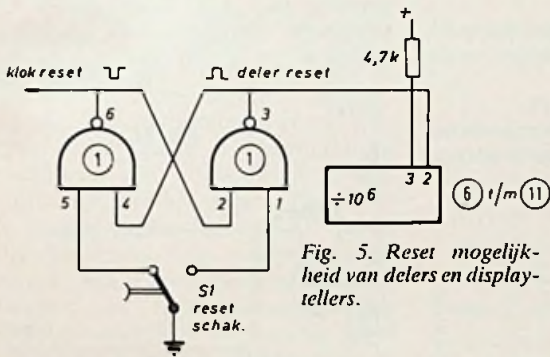 +
4,7k
klok reset
deler reset
6
3
1
1
5
4
2
1
3 2
÷10⁶
6 t/m 11
S1
reset
schak.
Fig. 5. Reset mogelijk-
heid van delers en display-
tellers.